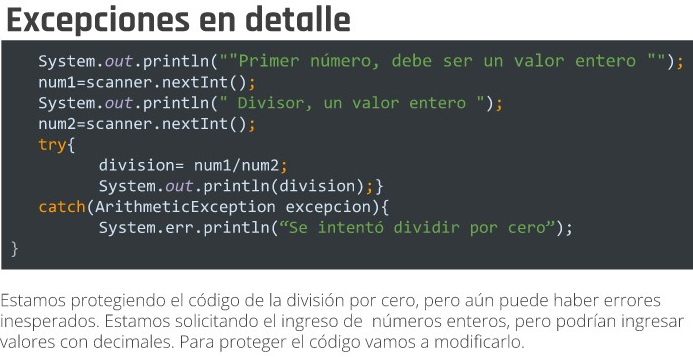 Excepciones en detalle
System.out.println(""Primer número, debe ser un valor entero "");
num1=scanner.nextInt();
System.out.println(" Divisor, un valor entero ");
num2=scanner.nextInt();
try{
division= num1/num2;
System.out.println(division);}
catch(ArithmeticException excepcion){
System.err.println(“Se intentó dividir por cero”);
}
Estamos protegiendo el código de la división por cero, pero aún puede haber errores
inesperados. Estamos solicitando el ingreso de  números enteros, pero podrían ingresar
valores con decimales. Para proteger el código vamos a modificarlo.